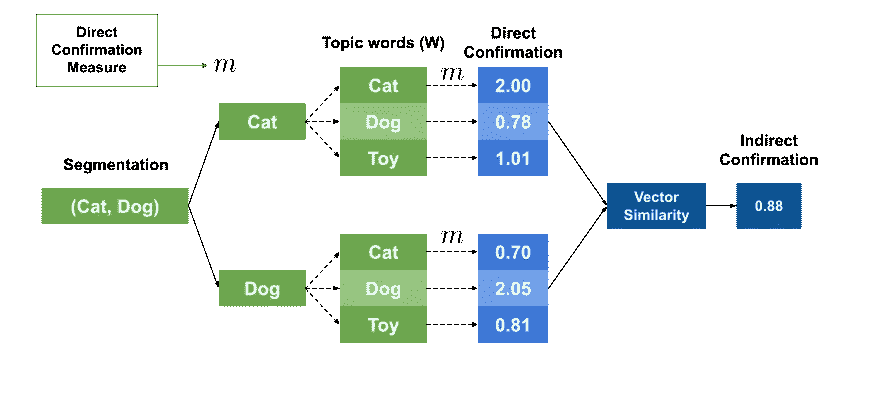 Direct
Confirmation
Measure
m
Segmentation
(Cat, Dog)
Cat
Dog
Topic words (W)
Cat
Dog
Toy
m
Direct
Confirmation
2.00
0.78
1.01
Cat
Dog
Toy
m
0.70
2.05
0.81
Vector
Similarity
Indirect
Confirmation
0.88